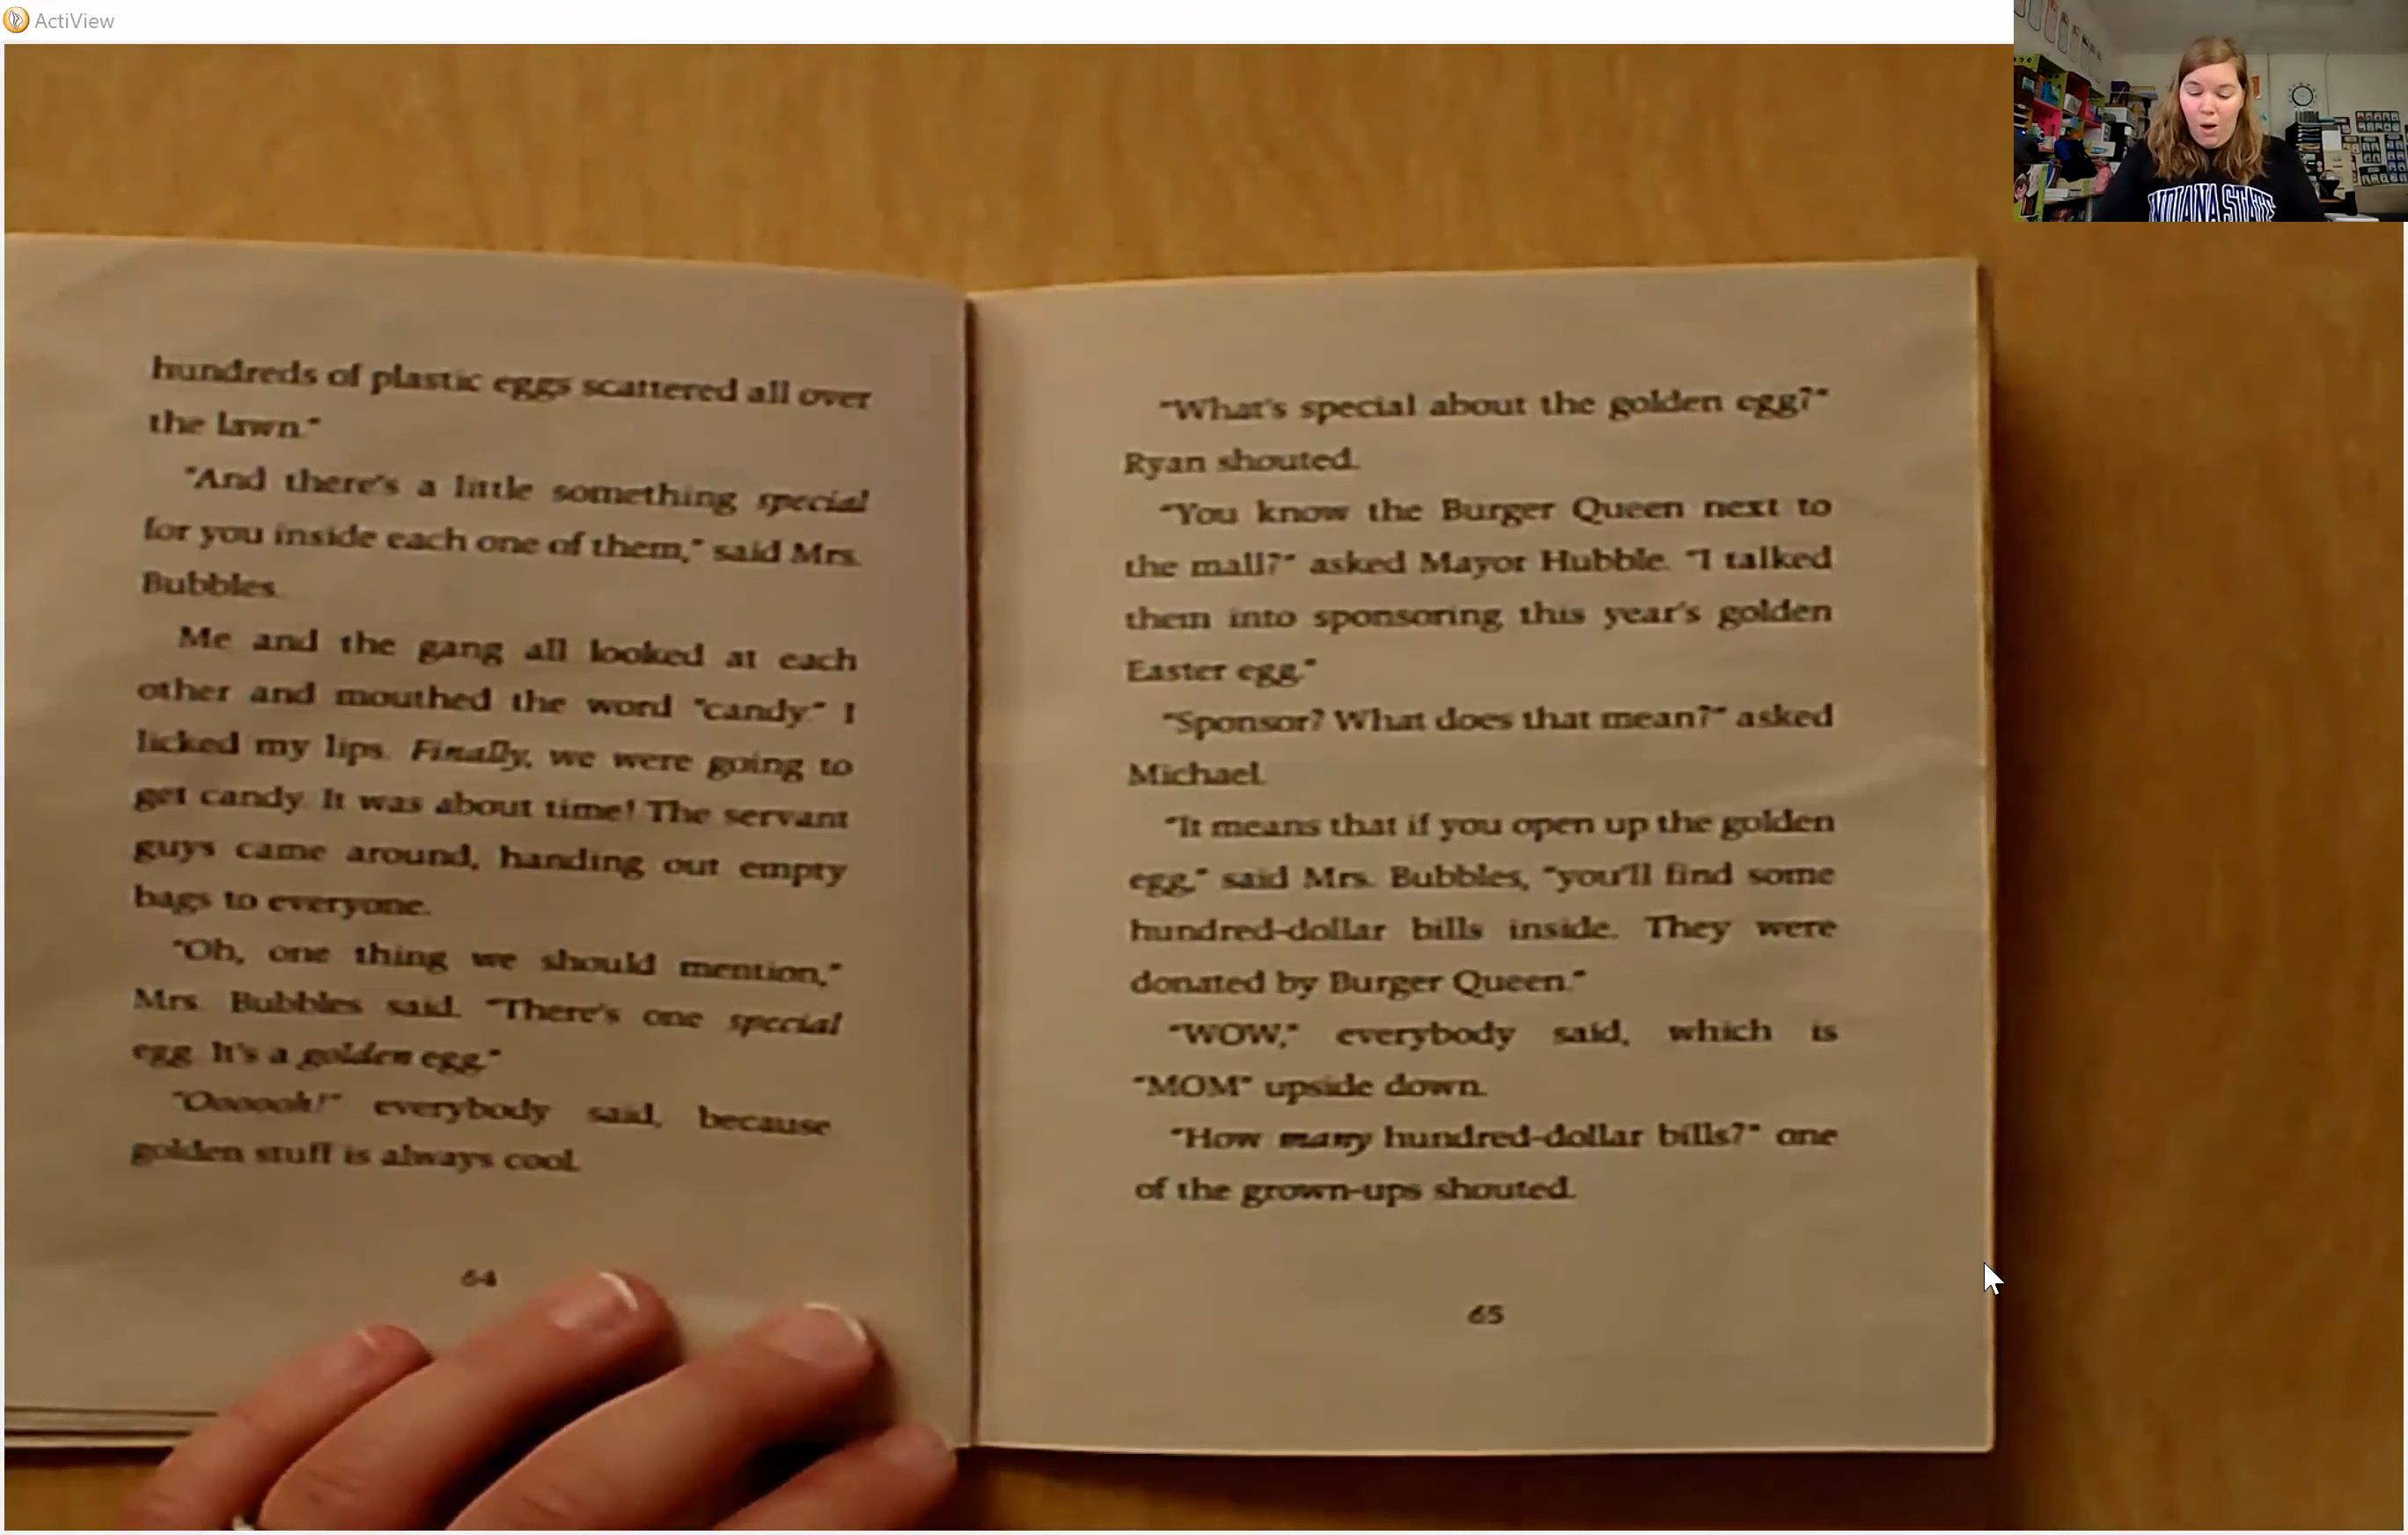 ActiView
INDIANA STATE
hundreds of plastic eggs scattered all over
the lawn."
"And there's a little something special
for you inside each one of them," said Mrs.
Bubbles.
Me and the gang all looked at each
other and mouthed the word "candy." I
licked my lips. Finally, we were going to
get candy. It was about time! The servant
guys came around, handing out empty
bags to everyone.
"Oh, one thing we should mention,"
Mrs. Bubbles said. "There's one special
egg. It's a golden egg."
"Oooooh!" everybody said, because
golden stuff is always cool.
64
"What's special about the golden egg?"
Ryan shouted.
"You know the Burger Queen next to
the mall?" asked Mayor Hubble. "I talked
them into sponsoring this year's golden
Easter egg."
"Sponsor? What does that mean?" asked
Michael.
"It means that if you open up the golden
egg," said Mrs. Bubbles, "you'll find some
hundred-dollar bills inside. They were
donated by Burger Queen."
"WOW," everybody said, which is
"MOM" upside down.
"How many hundred-dollar bills?" one
of the grown-ups shouted.
65